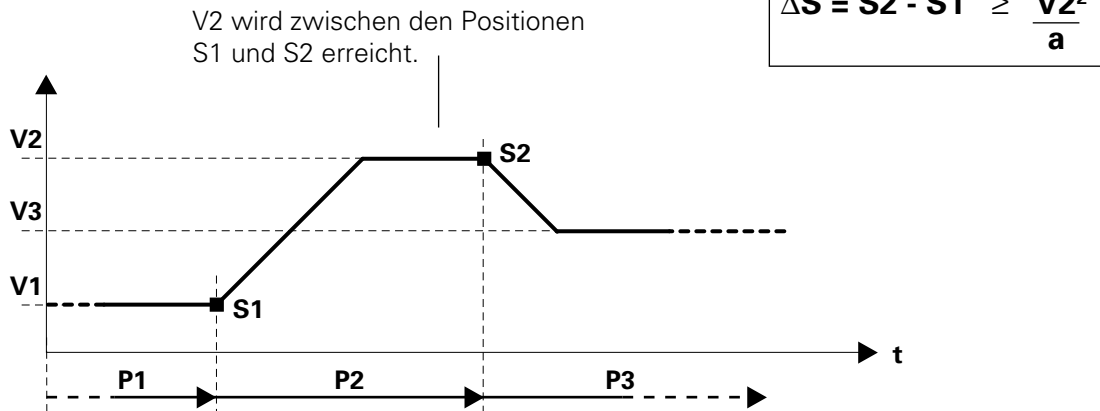 V2 wird zwischen den Positionen
S1 und S2 erreicht.
ΔS = S2 - S1 ≥ V2²
a
V2
S2
V3
V1
S1
t
P1
P2
P3